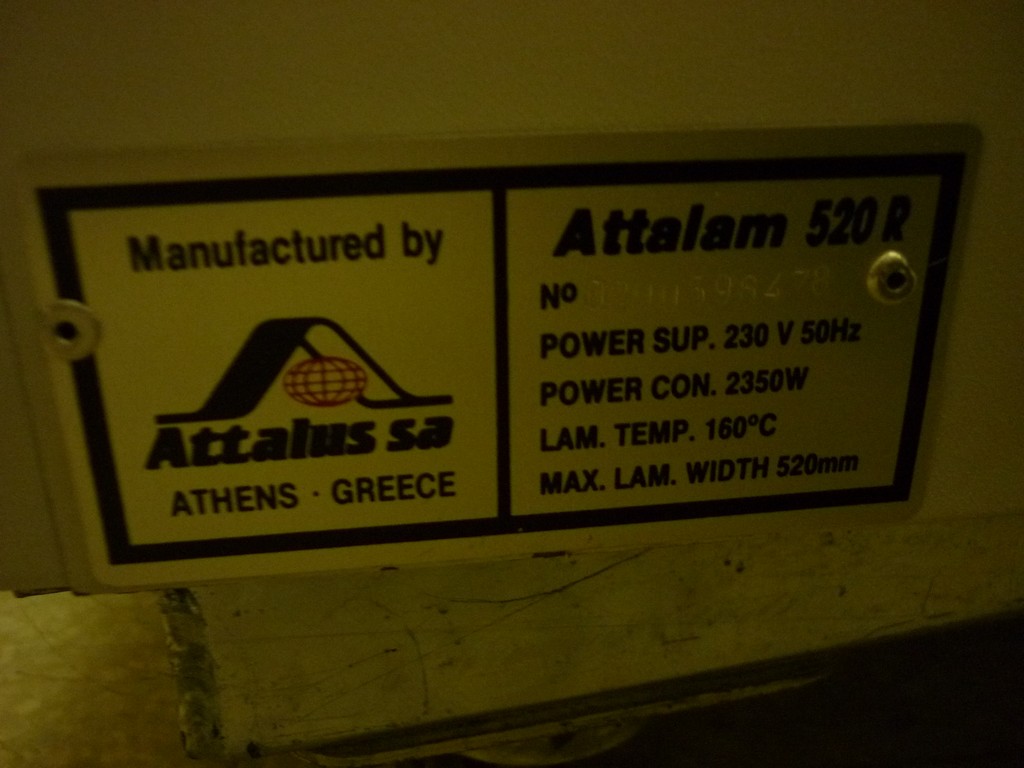 Manufactured by
Attalus sa
ATHENS · GREECE
Attalam 520 R
Nº
POWER SUP. 230 V 50Hz
POWER CON. 2350W
LAM. TEMP. 160ºC
MAX. LAM. WIDTH 520mm